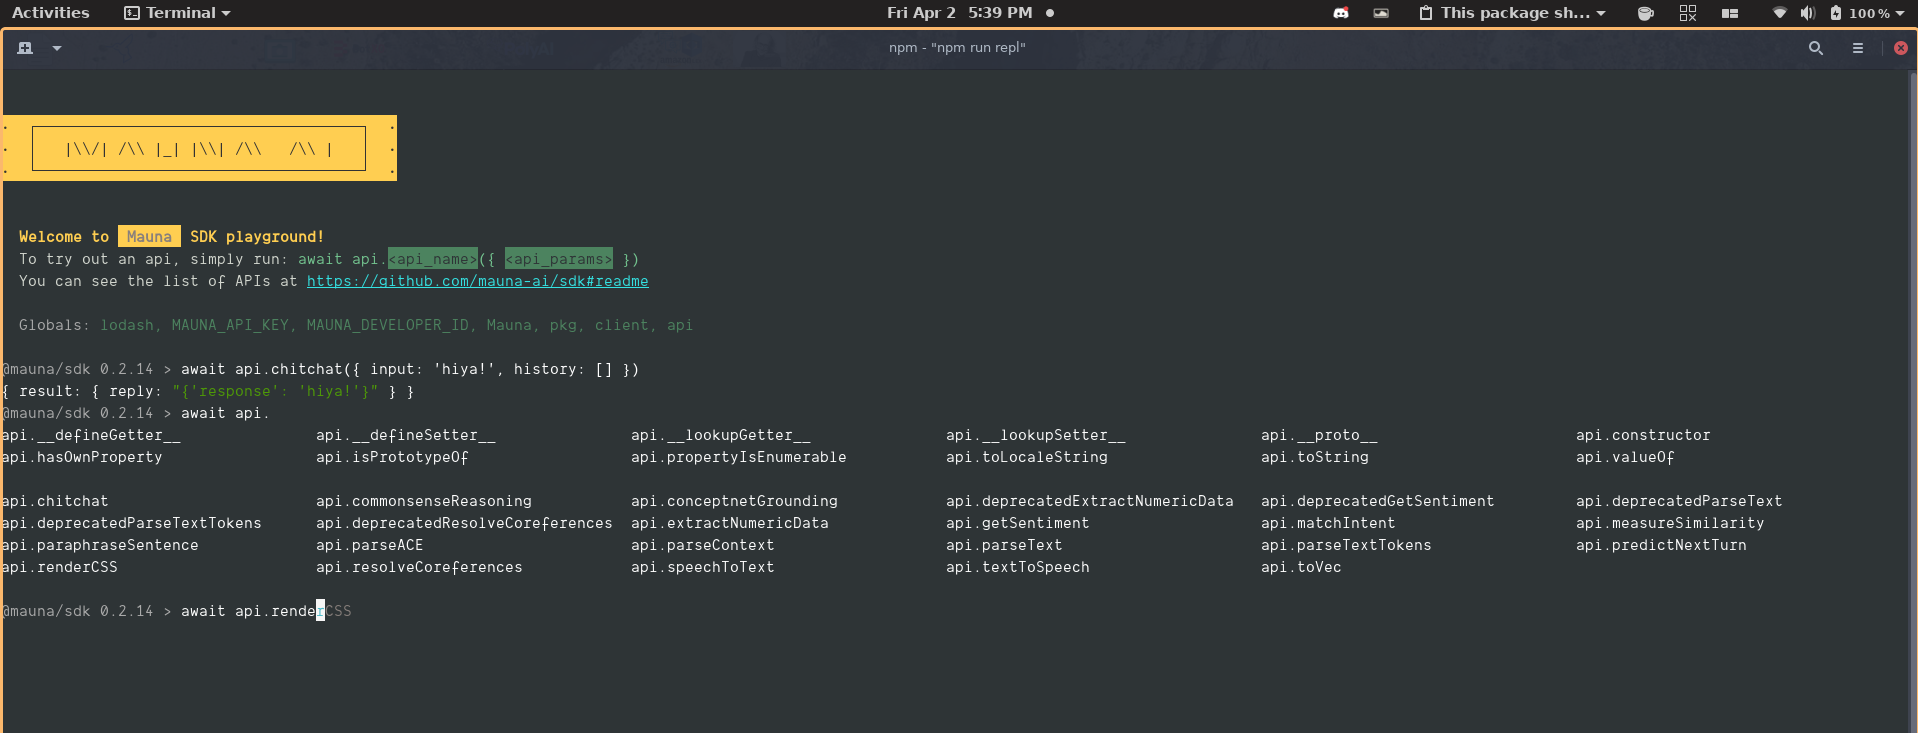 Activities Terminal Fri Apr 2 5:39 PM This package sh... 100 %
npm - "npm run repl"
|\\/| /\\ |_| |\\| /\\   /\\ |
Welcome to Mauna SDK playground!
To try out an api, simply run: await api.<api_name>({ <api_params> })
You can see the list of APIs at https://github.com/mauna-ai/sdk#readme
Globals: lodash, MAUNA_API_KEY, MAUNA_DEVELOPER_ID, Mauna, pkg, client, api
@mauna/sdk 0.2.14 > await api.chitchat({ input: 'hiya!', history: [] })
{ result: { reply: "{'response': 'hiya!'}" } }
@mauna/sdk 0.2.14 > await api.
api.__defineGetter__ api.__defineSetter__ api.__lookupGetter__ api.__lookupSetter__ api.__proto__ api.constructor
api.hasOwnProperty api.isPrototypeOf api.propertyIsEnumerable api.toLocaleString api.toString api.valueOf
api.chitchat api.commonsenseReasoning api.conceptnetGrounding api.deprecatedExtractNumericData api.deprecatedGetSentiment api.deprecatedParseText
api.deprecatedParseTextTokens api.deprecatedResolveCoreferences api.extractNumericData api.getSentiment api.matchIntent api.measureSimilarity
api.paraphraseSentence api.parseACE api.parseContext api.parseText api.parseTextTokens api.predictNextTurn
api.renderCSS api.resolveCoreferences api.speechToText api.textToSpeech api.toVec
@mauna/sdk 0.2.14 > await api.renderCSS